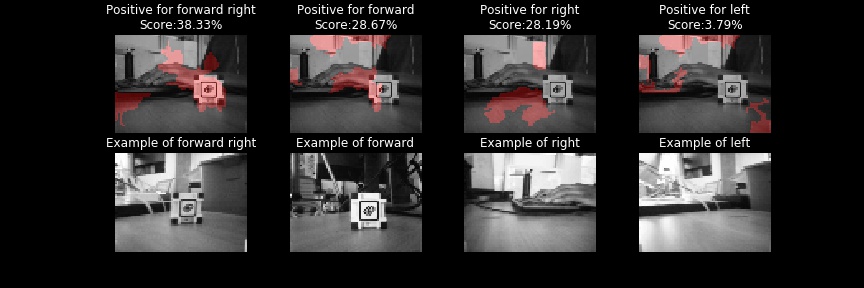 Positive for forward right
Score:38.33%
Positive for forward
Score:28.67%
Positive for right
Score:28.19%
Positive for left
Score:3.79%
Example of forward right
Example of forward
Example of right
Example of left